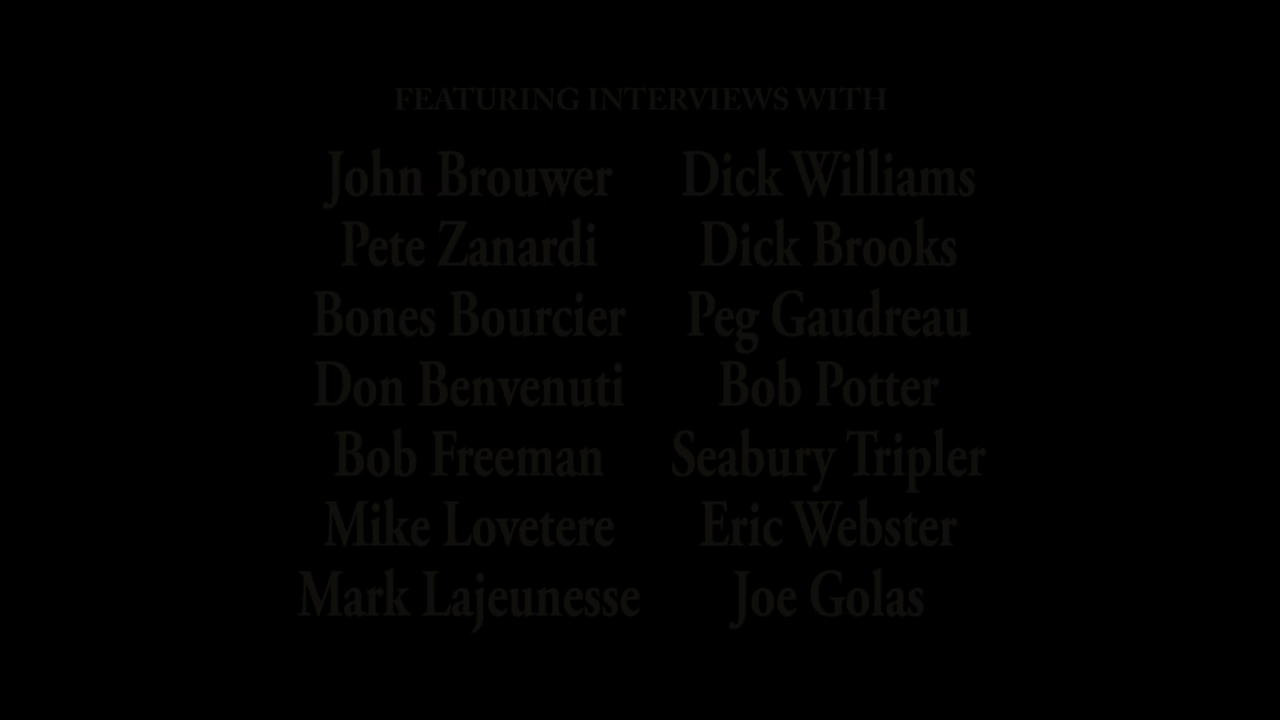 FEATURING INTERVIEWS WITH
John Brouwer
Dick Williams
Pete Zanardi
Dick Brooks
Bones Bourcier
Peg Gaudreau
Don Benvenuti
Bob Potter
Bob Freeman
Seabury Tripler
Mike Lovetere
Eric Webster
Mark Lajeunesse
Joe Golas